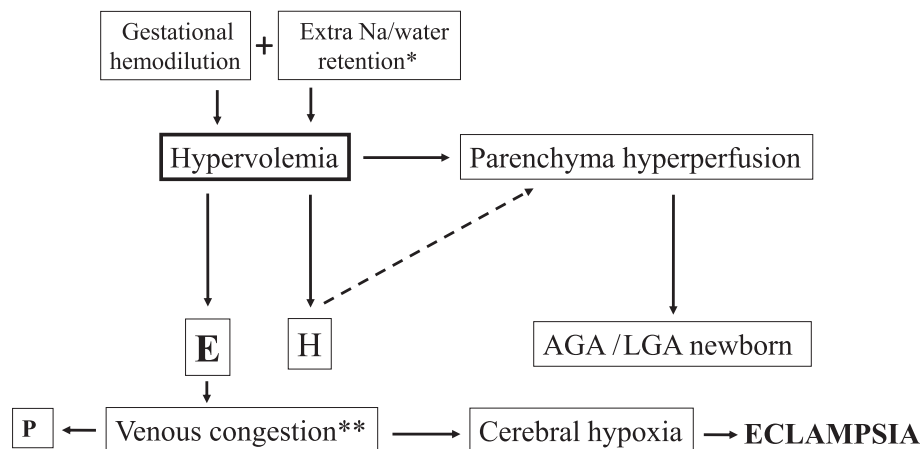 Gestational
hemodilution
+
Extra Na/water
retention*
Hypervolemia
Parenchyma hyperperfusion
E
H
AGA / LGA newborn
P
Venous congestion**
Cerebral hypoxia
ECLAMPSIA